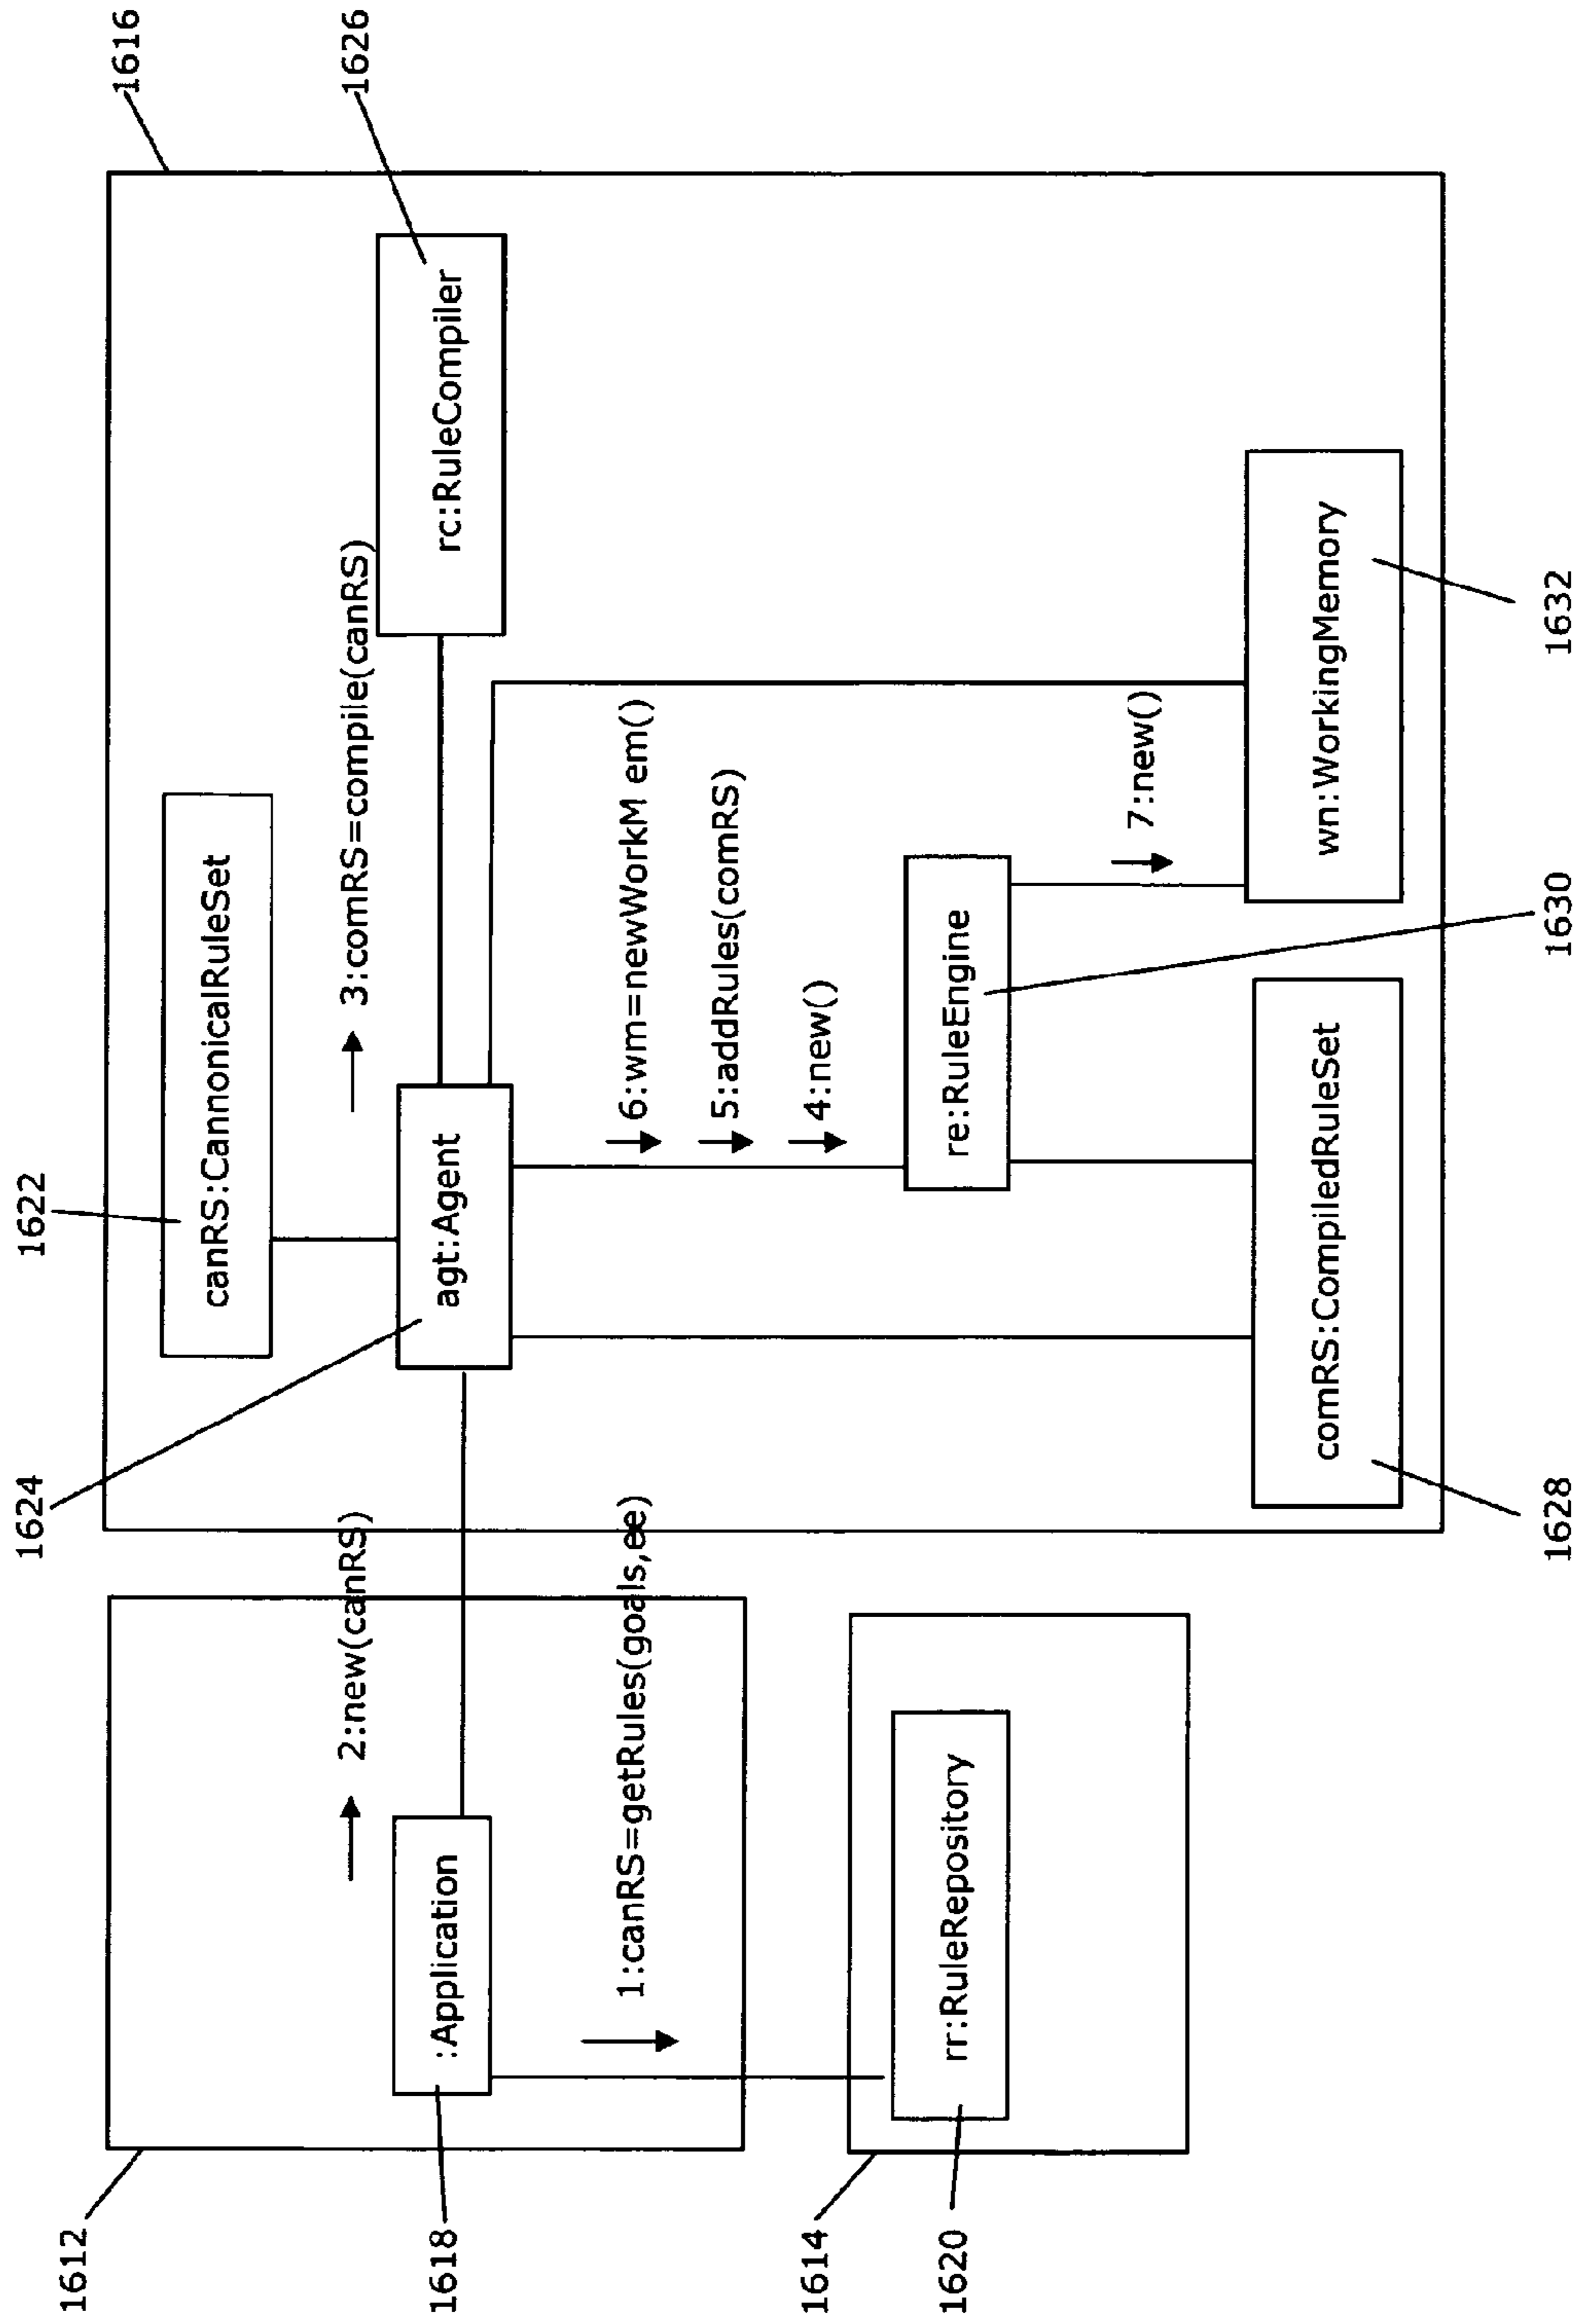 1616
1626
1622
canRS:CannonicalRuleSet
3:comRS=compile(canRS)
rc:RuleCompiler
1624
agt:Agent
6:wm=newWorkM em()
5:addRules(comRS)
4:new()
re:RuleEngine
7:new()
1630
wn:WorkingMemory
1632
comRS:CompiledRuleSet
1628
1612
2:new(canRS)
:Application
1618
1:canRS=getRules(goals,ee)
1614
rr:RuleRepository
1620